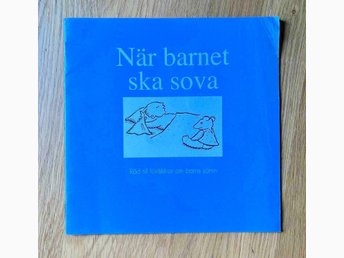 När barnet
ska sova
Råd till föräldrar om barns sömn